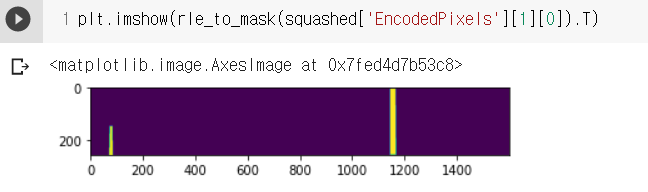 1 plt.imshow(rle_to_mask(squashed['EncodedPixels'][1][0]).T)
<matplotlib.image.AxesImage at 0x7fed4d7b53c8>
0
200
0 200 400 600 800 1000 1200 1400